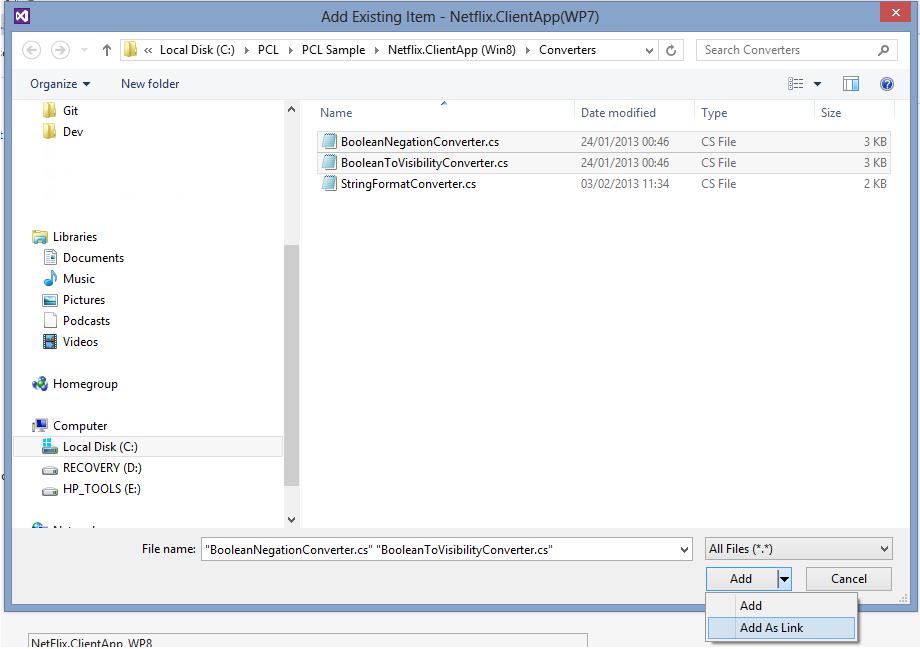 Add Existing Item - Netflix.ClientApp(WP7)
« Local Disk (C:) PCL PCL Sample Netflix.ClientApp (Win8) Converters
Search Converters
Organize New folder
Git
Dev
Libraries
Documents
Music
Pictures
Podcasts
Videos
Homegroup
Computer
Local Disk (C:)
RECOVERY (D:)
HP_TOOLS (E:)
Name Date modified Type Size
BooleanNegationConverter.cs 24/01/2013 00:46 CS File 3 KB
BooleanToVisibilityConverter.cs 24/01/2013 00:46 CS File 3 KB
StringFormatConverter.cs 03/02/2013 11:34 CS File 2 KB
File name: "BooleanNegationConverter.cs" "BooleanToVisibilityConverter.cs" All Files (*.*)
Add Cancel
Add
Add As Link
NetFlix.ClientApp_WP8